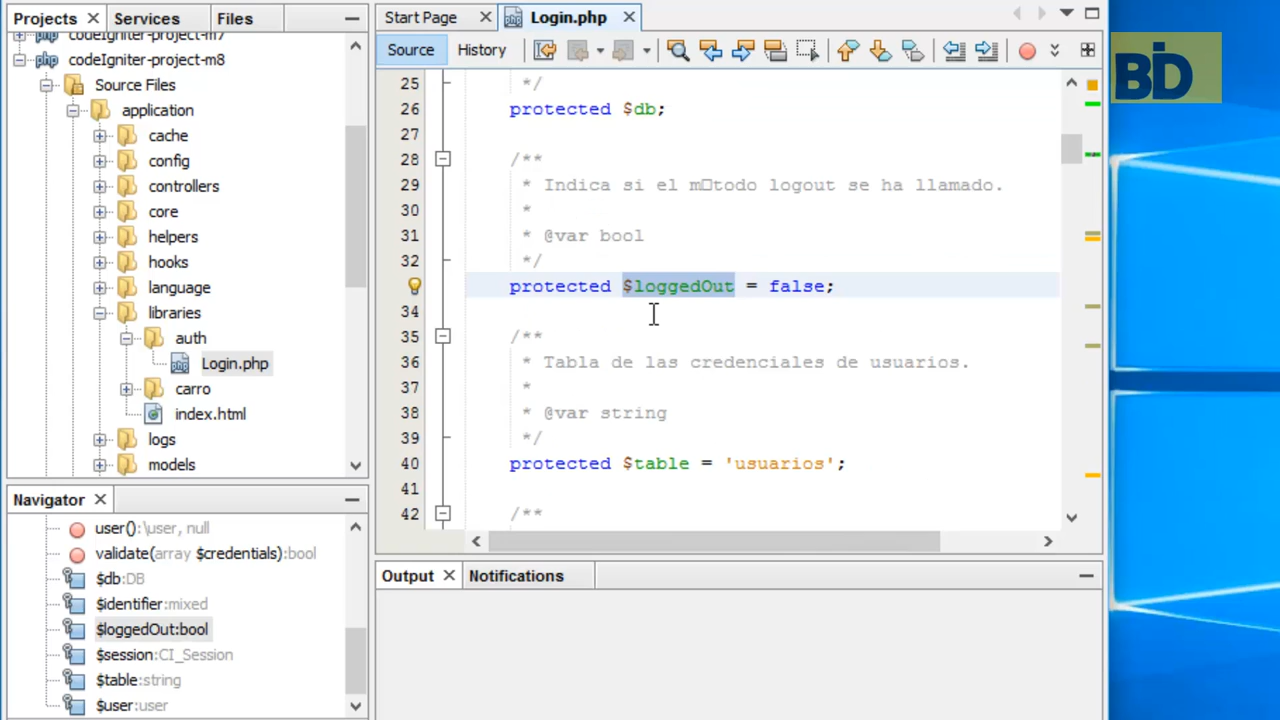 Projects
Services
Files
codeIgniter-project-m7
codeIgniter-project-m8
Source Files
application
cache
config
controllers
core
helpers
hooks
language
libraries
auth
Login.php
carro
index.html
logs
models
Navigator
user():\user, null
validate(array $credentials):bool
$db:DB
$identifier:mixed
$loggedOut:bool
$session:CI_Session
$table:string
$user:user
Start Page
Login.php
Source
History
25 */
26 protected $db;
27
28 /**
29 * Indica si el m□todo logout se ha llamado.
30 *
31 * @var bool
32 */
protected $loggedOut = false;
34
35 /**
36 * Tabla de las credenciales de usuarios.
37 *
38 * @var string
39 */
40 protected $table = 'usuarios';
41
42 /**
Output
Notifications
BD